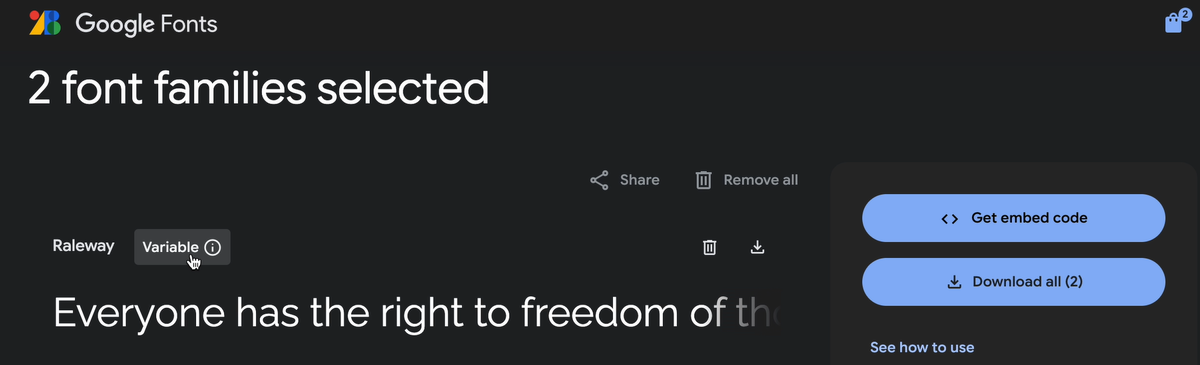 Google Fonts
2
2 font families selected
Share
Remove all
Raleway
Variable
Everyone has the right to freedom of the
Get embed code
Download all (2)
See how to use